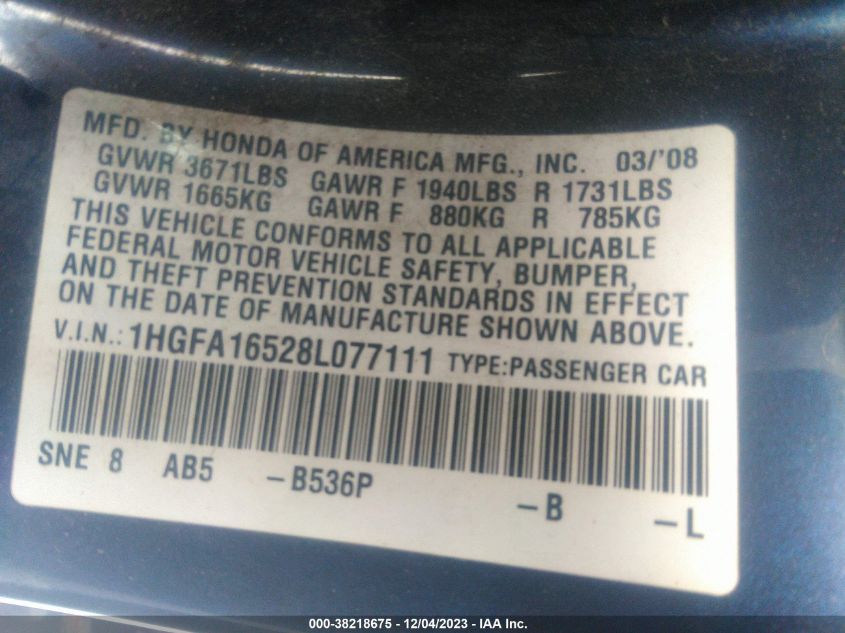 MFD. BY HONDA OF AMERICA MFG., INC. 03/'08
GVWR 3671LBS GAWR F 1940LBS R 1731LBS
GVWR 1665KG GAWR F 880KG R 785KG
THIS VEHICLE CONFORMS TO ALL APPLICABLE
FEDERAL MOTOR VEHICLE SAFETY, BUMPER,
AND THEFT PREVENTION STANDARDS IN EFFECT
ON THE DATE OF MANUFACTURE SHOWN ABOVE.
V.I.N.: 1HGFA16528L077111 TYPE:PASSENGER CAR
SNE 8 AB5 -B536P -B -L
000-38218675 - 12/04/2023 - IAA Inc.